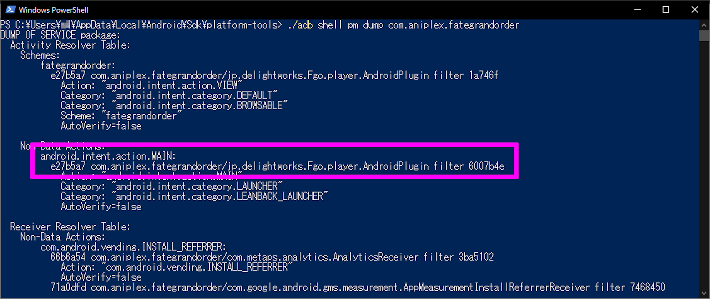 Windows PowerShell
PS C:¥Users¥mil¥AppData¥Local¥Android¥Sdk¥platform-tools> ./adb shell pm dump com.aniplex.fategrandorder
DUMP OF SERVICE package:
Activity Resolver Table:
Schemes:
fategrandorder:
e27b5a7 com.aniplex.fategrandorder/jp.delightworks.Fgo.player.AndroidPlugin filter 1a746f
Action: "android.intent.action.VIEW"
Category: "android.intent.category.DEFAULT"
Category: "android.intent.category.BROWSABLE"
Scheme: "fategrandorder"
AutoVerify=false
Non-Data Actions:
android.intent.action.MAIN:
e27b5a7 com.aniplex.fategrandorder/jp.delightworks.Fgo.player.AndroidPlugin filter 6007b4e
Action: "android.intent.action.MAIN"
Category: "android.intent.category.LAUNCHER"
Category: "android.intent.category.LEANBACK_LAUNCHER"
AutoVerify=false
Receiver Resolver Table:
Non-Data Actions:
com.android.vending.INSTALL_REFERRER:
66b6a54 com.aniplex.fategrandorder/com.metaps.analytics.AnalyticsReceiver filter 3ba5102
Action: "com.android.vending.INSTALL_REFERRER"
71a0dfd com.aniplex.fategrandorder/com.google.android.gms.measurement.AppMeasurementInstallReferrerReceiver filter 7468450